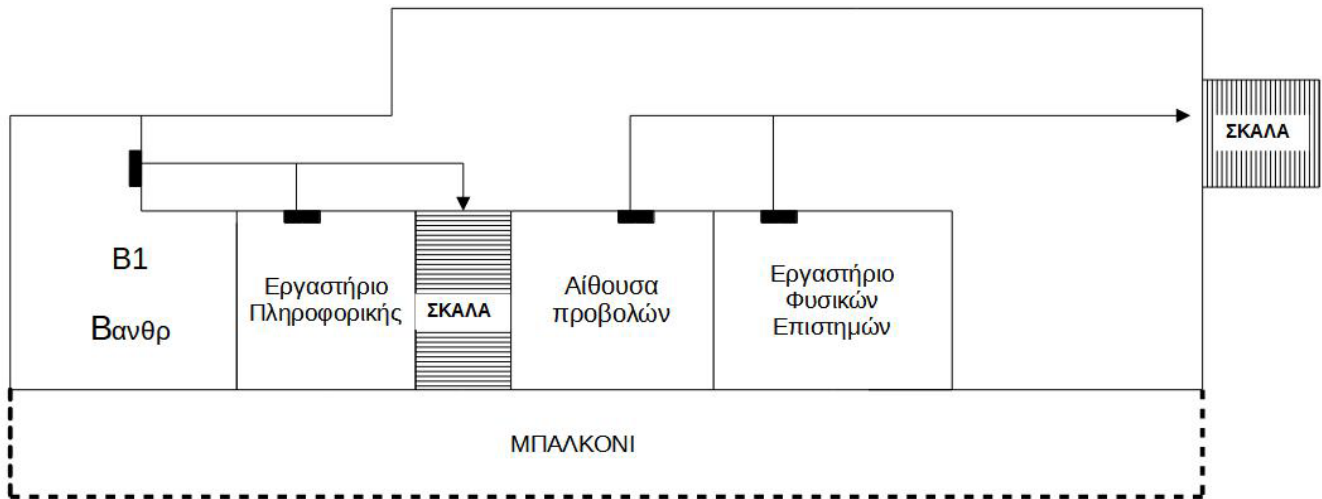 ΣΚΑΛΑ
Β1
Βανθρ
Εργαστήριο
Πληροφορικής
ΣΚΑΛΑ
Αίθουσα
προβολών
Εργαστήριο
Φυσικών
Επιστημών
ΜΠΑΛΚΟΝΙ